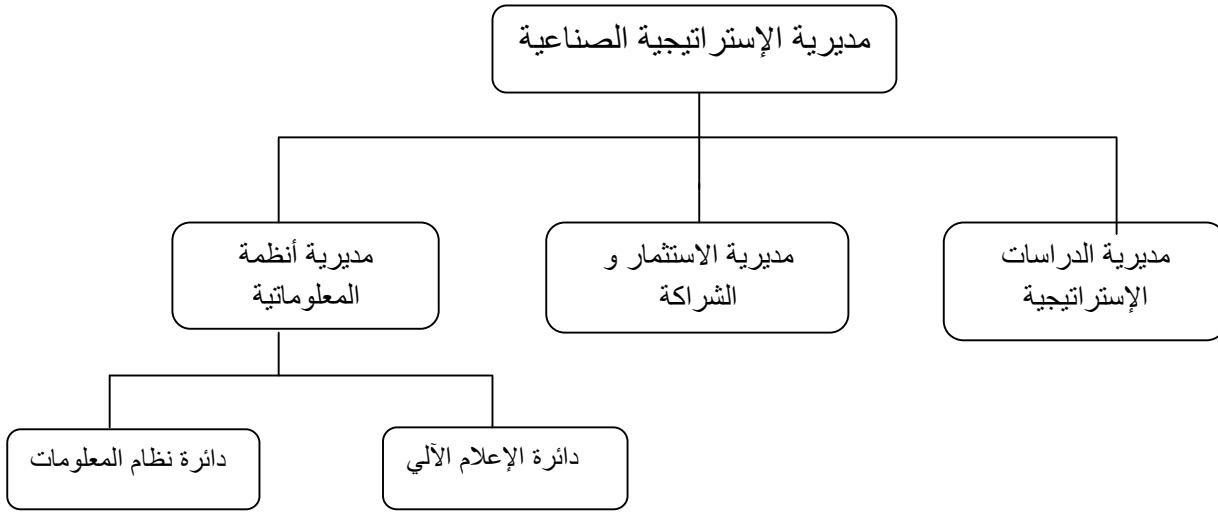 مديرية الإستراتيجية الصناعية
مديرية الدراسات
الإستراتيجية
مديرية الاستثمار و
الشراكة
مديرية أنظمة
المعلوماتية
دائرة الإعلام الآلي
دائرة نظام المعلومات